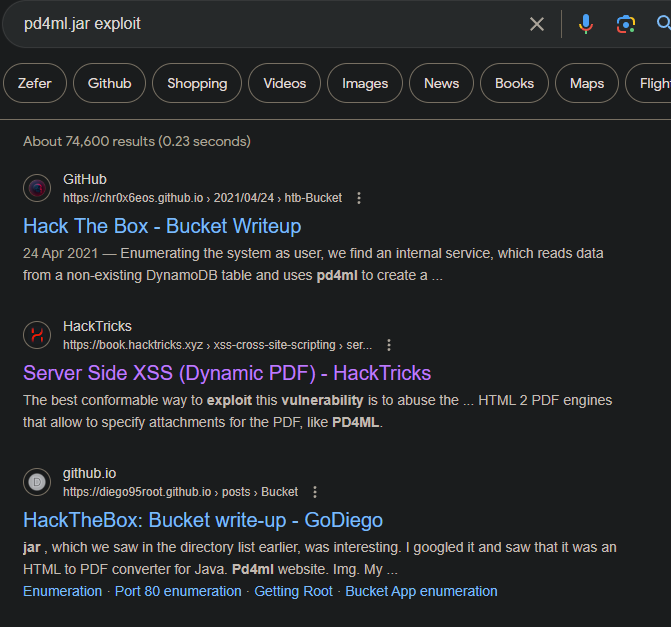 pd4ml.jar exploit
Zefer Github Shopping Videos Images News Books Maps Fligh
About 74,600 results (0.23 seconds)
GitHub
https://chr0x6eos.github.io › 2021/04/24 › htb-Bucket
Hack The Box - Bucket Writeup
24 Apr 2021 — Enumerating the system as user, we find an internal service, which reads data
from a non-existing DynamoDB table and uses pd4ml to create a ...
HackTricks
https://book.hacktricks.xyz › xss-cross-site-scripting › ser...
Server Side XSS (Dynamic PDF) - HackTricks
The best conformable way to exploit this vulnerability is to abuse the ... HTML 2 PDF engines
that allow to specify attachments for the PDF, like PD4ML.
D
github.io
https://diego95root.github.io › posts › Bucket
HackTheBox: Bucket write-up - GoDiego
jar , which we saw in the directory list earlier, was interesting. I googled it and saw that it was an
HTML to PDF converter for Java. Pd4ml website. Img. My ...
Enumeration · Port 80 enumeration · Getting Root · Bucket App enumeration